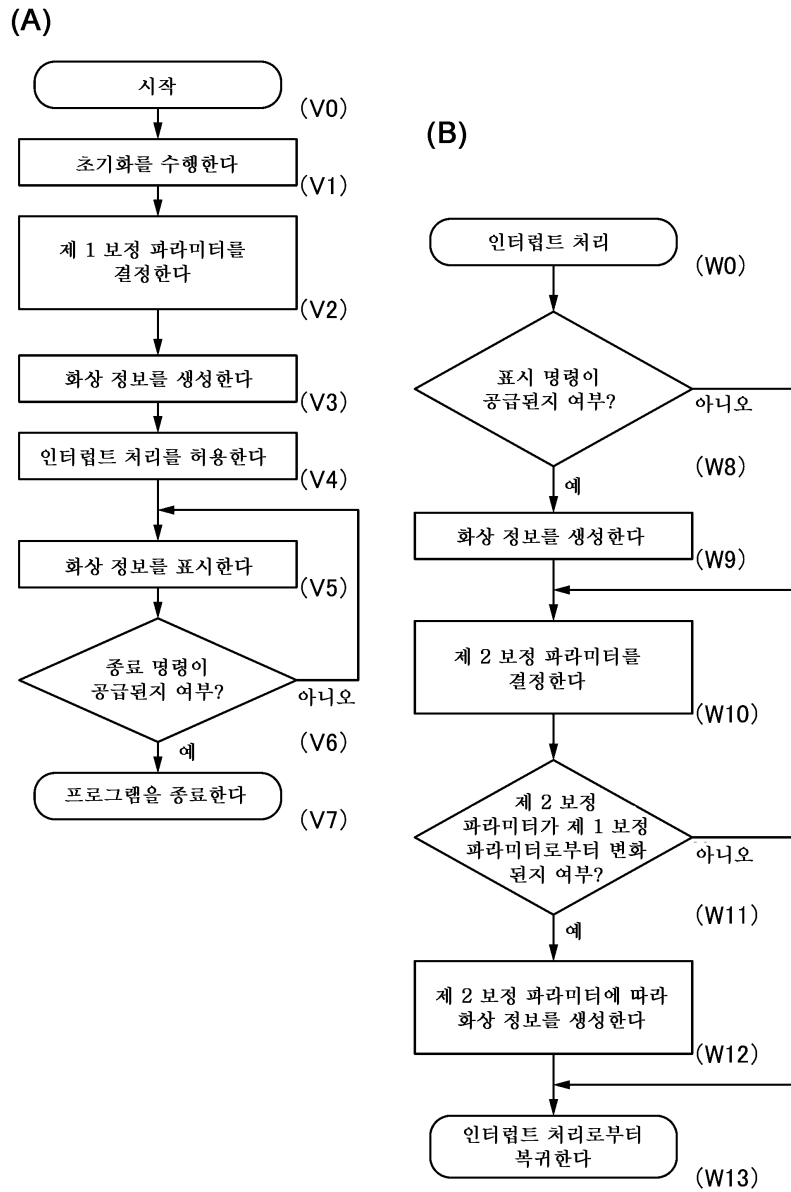 (A)
시작
(V0)
초기화를 수행한다
(V1)
제 1 보정 파라미터를
결정한다
(V2)
화상 정보를 생성한다
(V3)
인터럽트 처리를 허용한다
(V4)
화상 정보를 표시한다
(V5)
종료 명령이
공급된지 여부?
아니오
(V6)
예
프로그램을 종료한다
(V7)
(B)
인터럽트 처리
(W0)
표시 명령이
공급된지 여부?
아니오
(W8)
예
화상 정보를 생성한다
(W9)
제 2 보정 파라미터를
결정한다
(W10)
제 2 보정
파라미터가 제 1 보정
파라미터로부터 변화
된지 여부?
아니오
(W11)
예
제 2 보정 파라미터에 따라
화상 정보를 생성한다
(W12)
인터럽트 처리로부터
복귀한다
(W13)